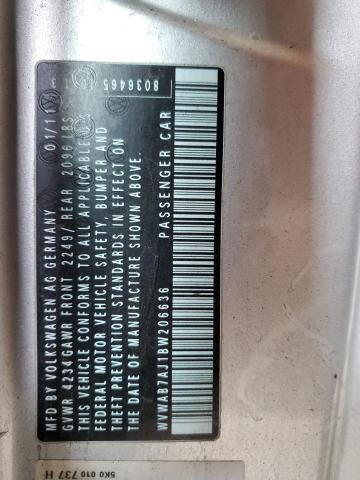 MFD BY VOLKSWAGEN AG GERMANY 01/11
GVWR 4234 GAWR FRONT 2249/ REAR 2096 LBS
THIS VEHICLE CONFORMS TO ALL APPLICABLE US
FEDERAL MOTOR VEHICLE SAFETY, BUMPER AND
THEFT PREVENTION STANDARDS IN EFFECT ON
THE DATE OF MANUFACTURE SHOWN ABOVE.
8036465
WVWAB7AJ1BW206636 PASSENGER CAR
5K0 010 737 H